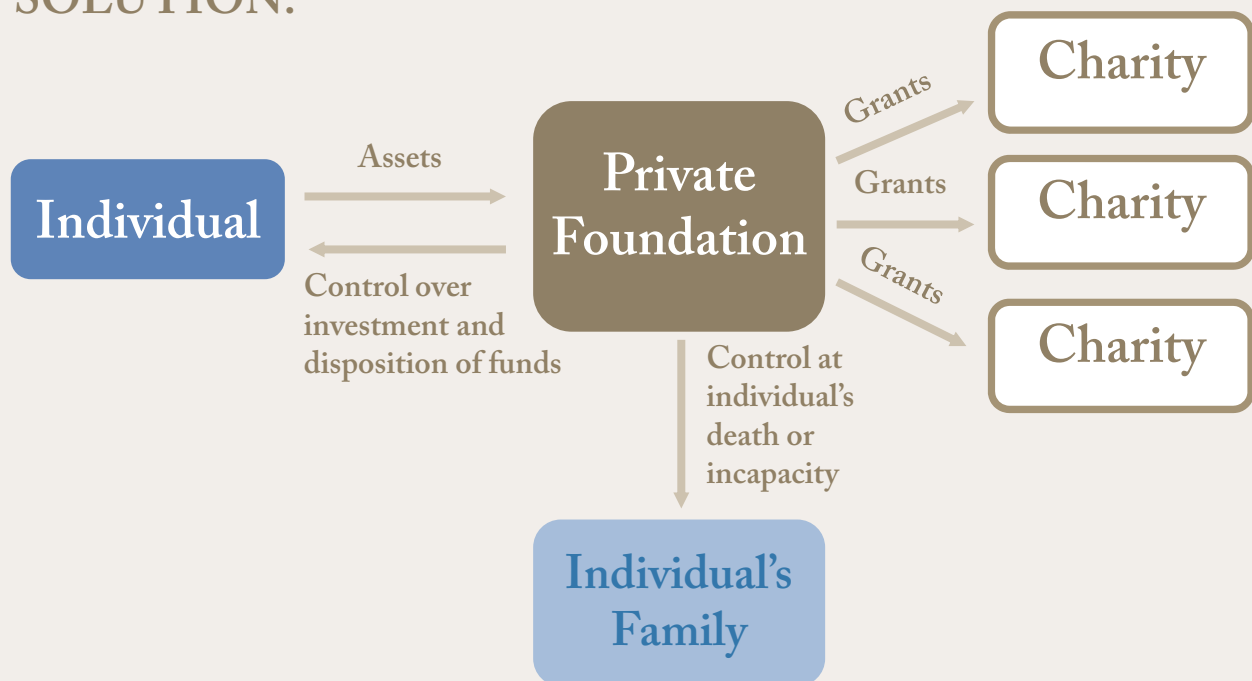 SOLUTION:
Individual
Assets
Control over
investment and
disposition of funds
Private
Foundation
Grants
Grants
Grants
Charity
Charity
Charity
Control at
individual’s
death or
incapacity
Individual’s
Family